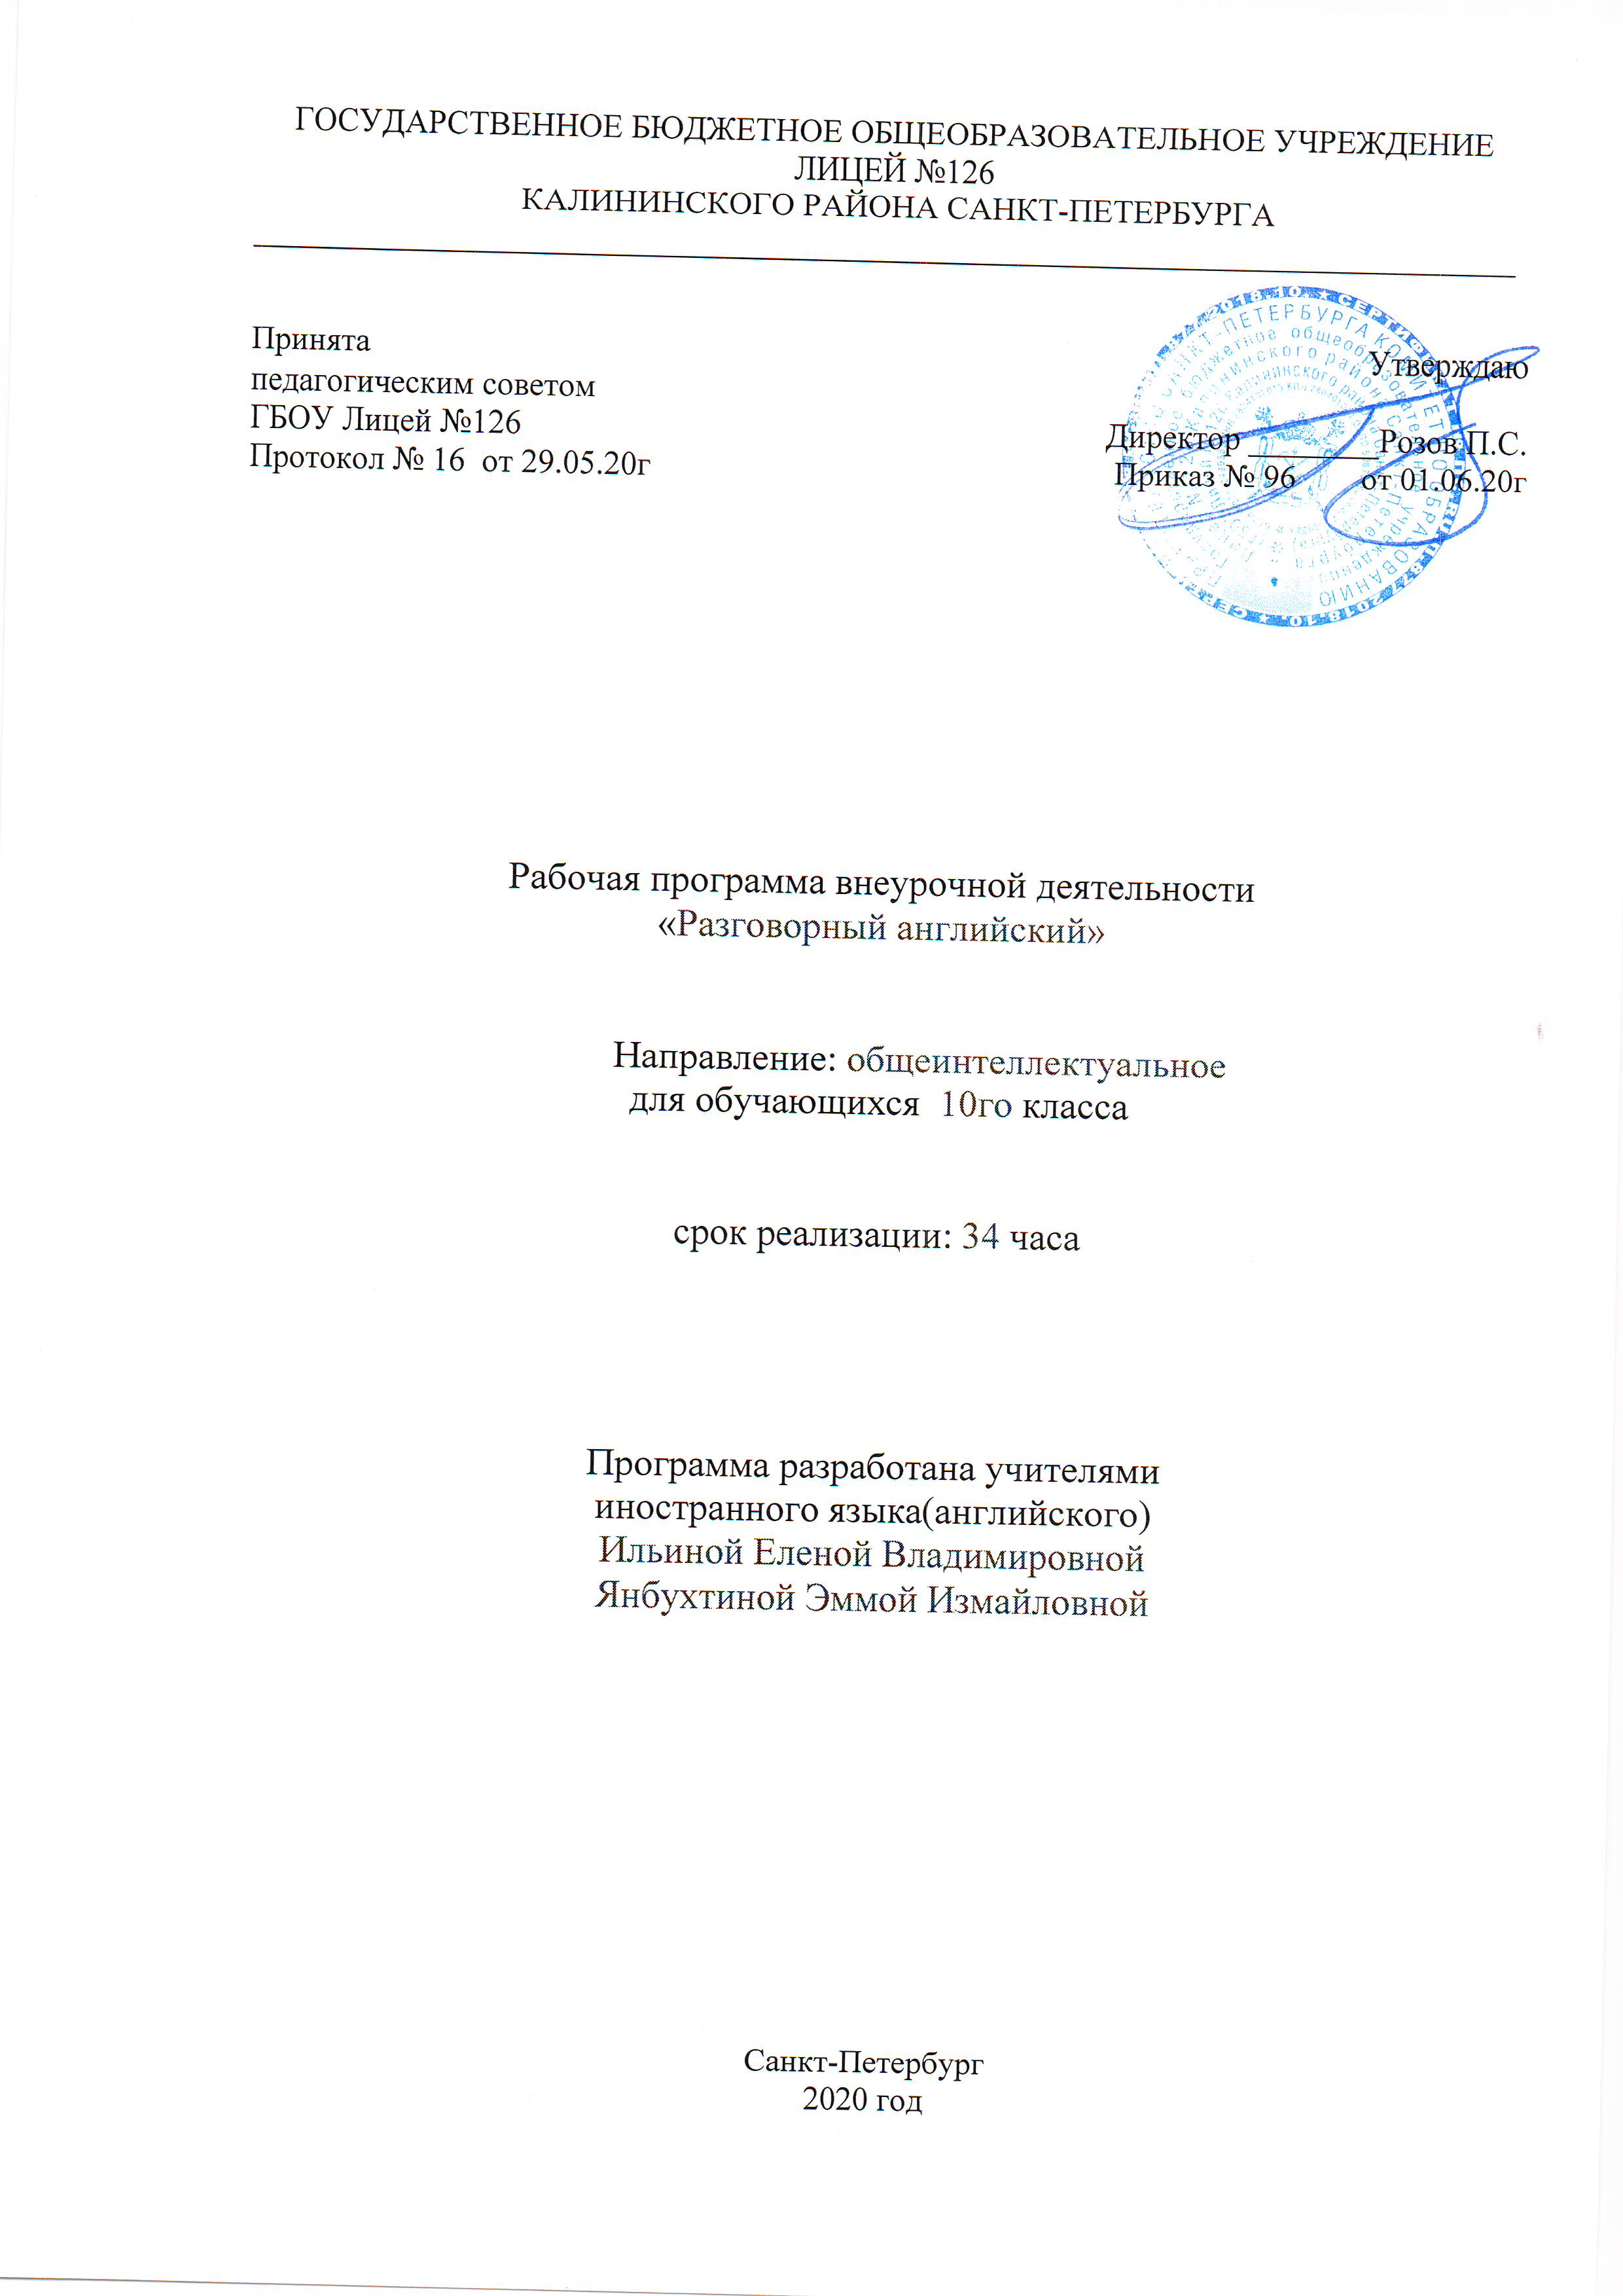 ГОСУДАРСТВЕННОЕ БЮДЖЕТНОЕ ОБЩЕОБРАЗОВАТЕЛЬНОЕ УЧРЕЖДЕНИЕ
ЛИЦЕЙ №126
КАЛИНИНСКОГО РАЙОНА САНКТ-ПЕТЕРБУРГА
Принята
педагогическим советом
ГБОУ Лицей №126
Протокол № 16 от 29.05.20г
Утверждаю
Директор ________Розов П.С.
Приказ № 96 от 01.06.20г
Рабочая программа внеурочной деятельности
«Разговорный английский»
Направление: общеинтеллектуальное
для обучающихся 10го класса
срок реализации: 34 часа
Программа разработана учителями
иностранного языка(английского)
Ильиной Еленой Владимировной
Янбухтиной Эммой Измайловной
Санкт-Петербург
2020 год